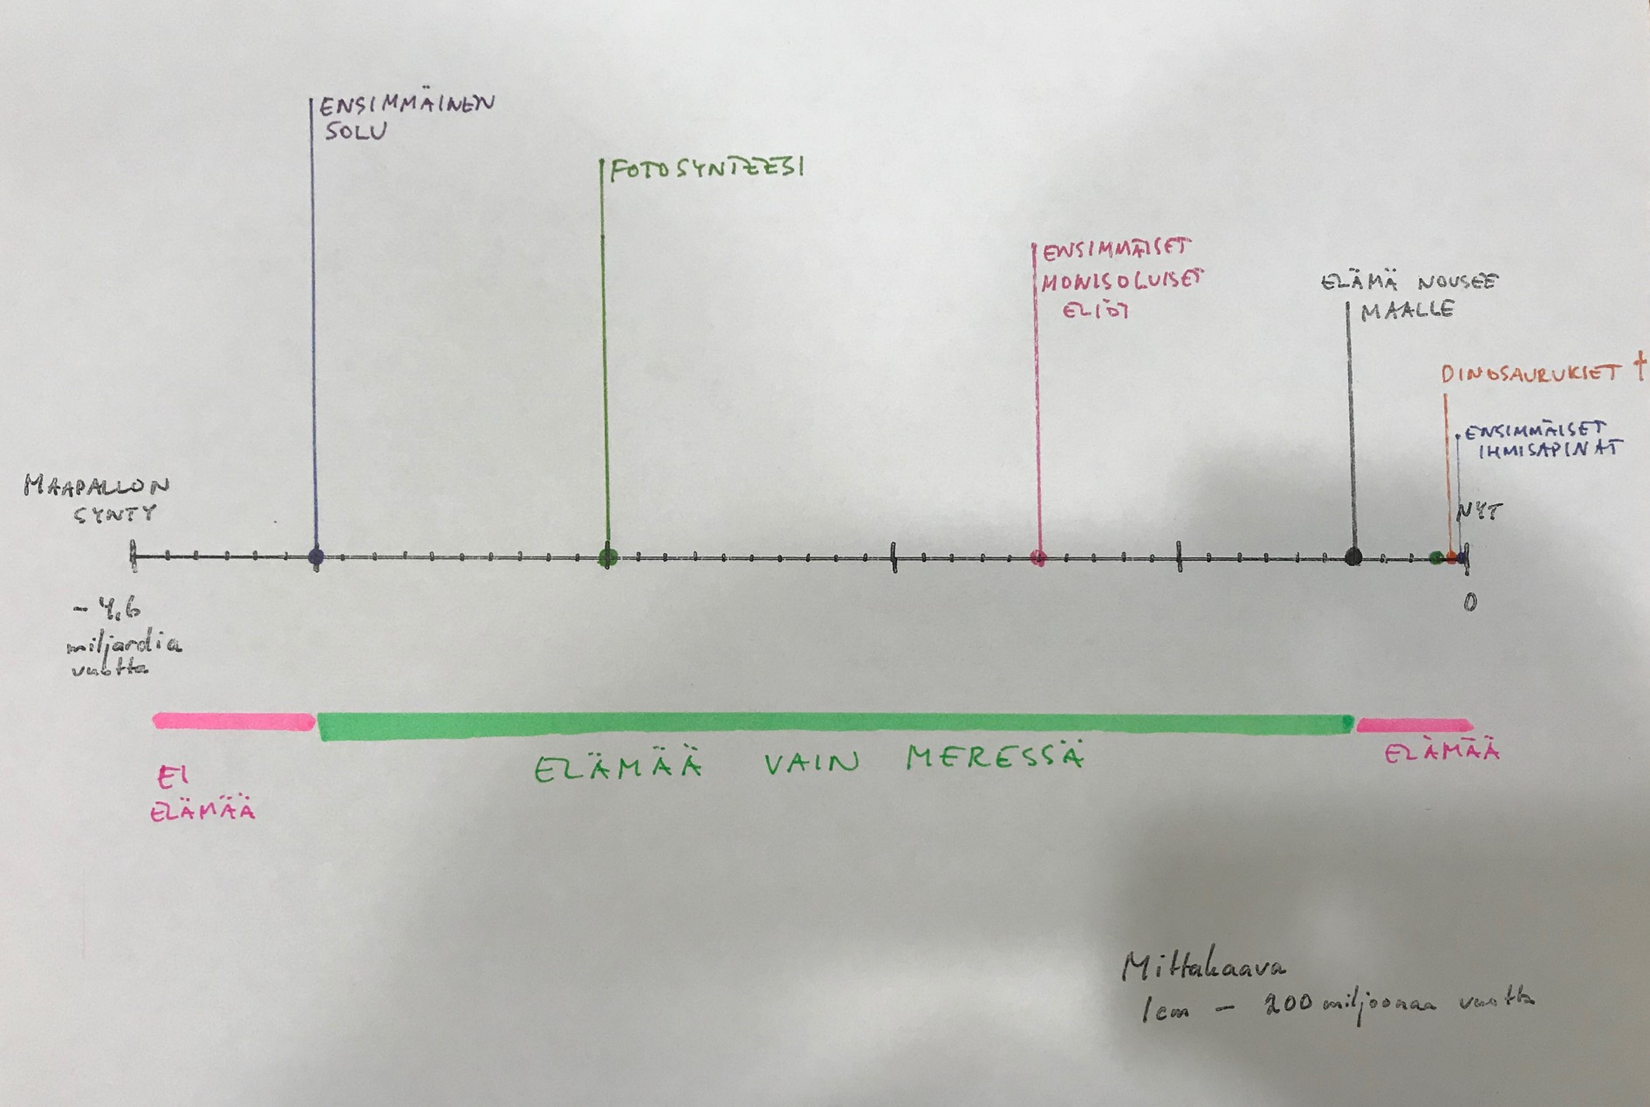 ENSIMMÄINEN
SOLU
FOTOSYNTEESI
ENSIMMÄISET
MONISOLUISET
ELIÖT
ELÄMÄ NOUSEE
MAALLE
DINOSAURUKSET †
ENSIMMÄISET
IHMISAPINAT
MAAPALLON
SYNTY
NYT
- 4,6
miljardia
vuotta
0
EI
ELÄMÄÄ
ELÄMÄÄ VAIN MERESSÄ
ELÄMÄÄ
Mittakaava
1cm - 200 miljoonaa vuotta